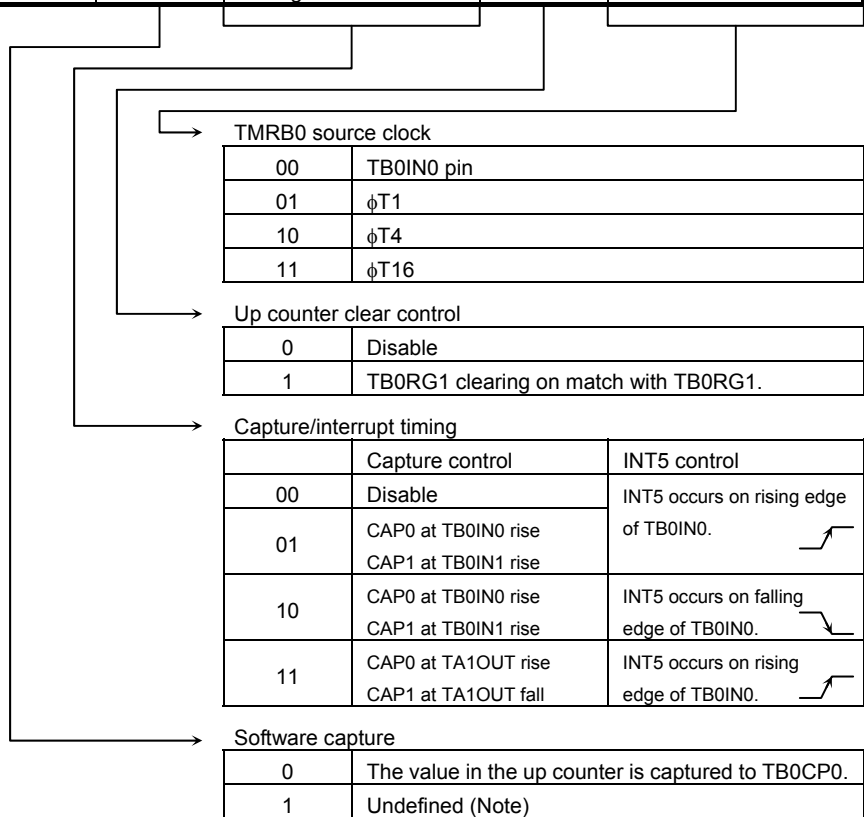 TMRB0 source clock
00 TB0IN0 pin
01 ϕT1
10 ϕT4
11 ϕT16
Up counter clear control
0 Disable
1 TB0RG1 clearing on match with TB0RG1.
Capture/interrupt timing
Capture control INT5 control
00 Disable INT5 occurs on rising edge
of TB0IN0.
01 CAP0 at TB0IN0 rise
CAP1 at TB0IN1 rise
10 CAP0 at TB0IN0 rise INT5 occurs on falling
CAP1 at TB0IN1 rise edge of TB0IN0.
11 CAP0 at TA1OUT rise INT5 occurs on rising
CAP1 at TA1OUT fall edge of TB0IN0.
Software capture
0 The value in the up counter is captured to TB0CP0.
1 Undefined (Note)